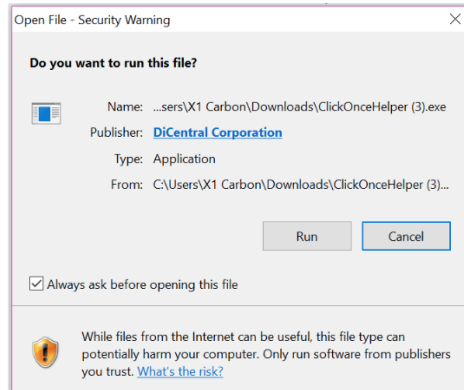 Open File - Security Warning
Do you want to run this file?
Name: ...sers\X1 Carbon\Downloads\ClickOnceHelper (3).exe
Publisher: DiCentral Corporation
Type: Application
From: C:\Users\X1 Carbon\Downloads\ClickOnceHelper (3)...
Run Cancel
Always ask before opening this file
While files from the Internet can be useful, this file type can
potentially harm your computer. Only run software from publishers
you trust. What's the risk?